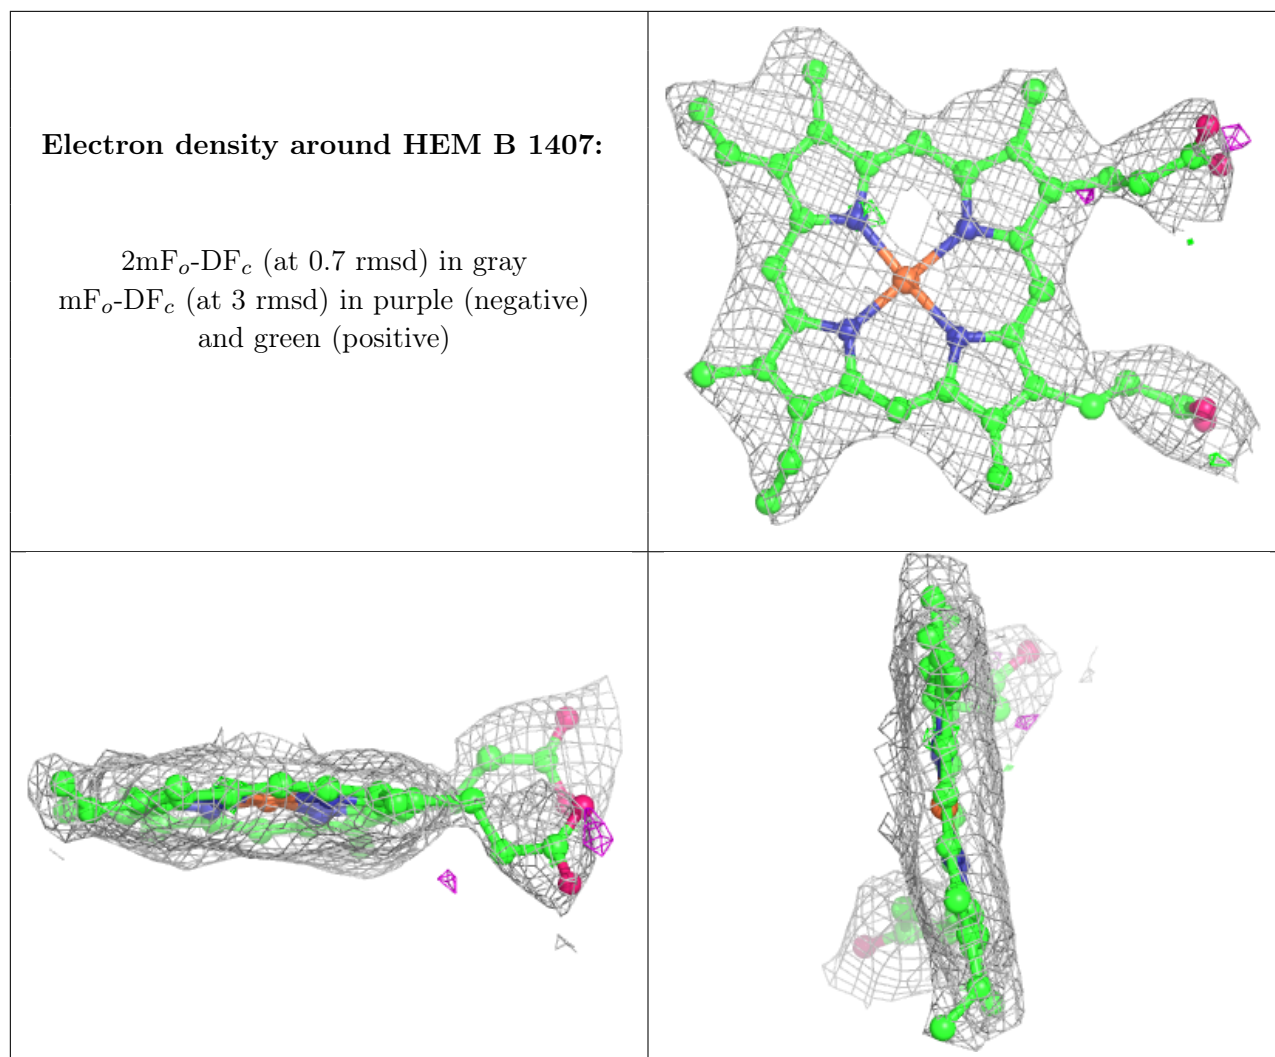 Electron density around HEM B 1407:
2mFo-DFc (at 0.7 rmsd) in gray
mFo-DFc (at 3 rmsd) in purple (negative)
and green (positive)